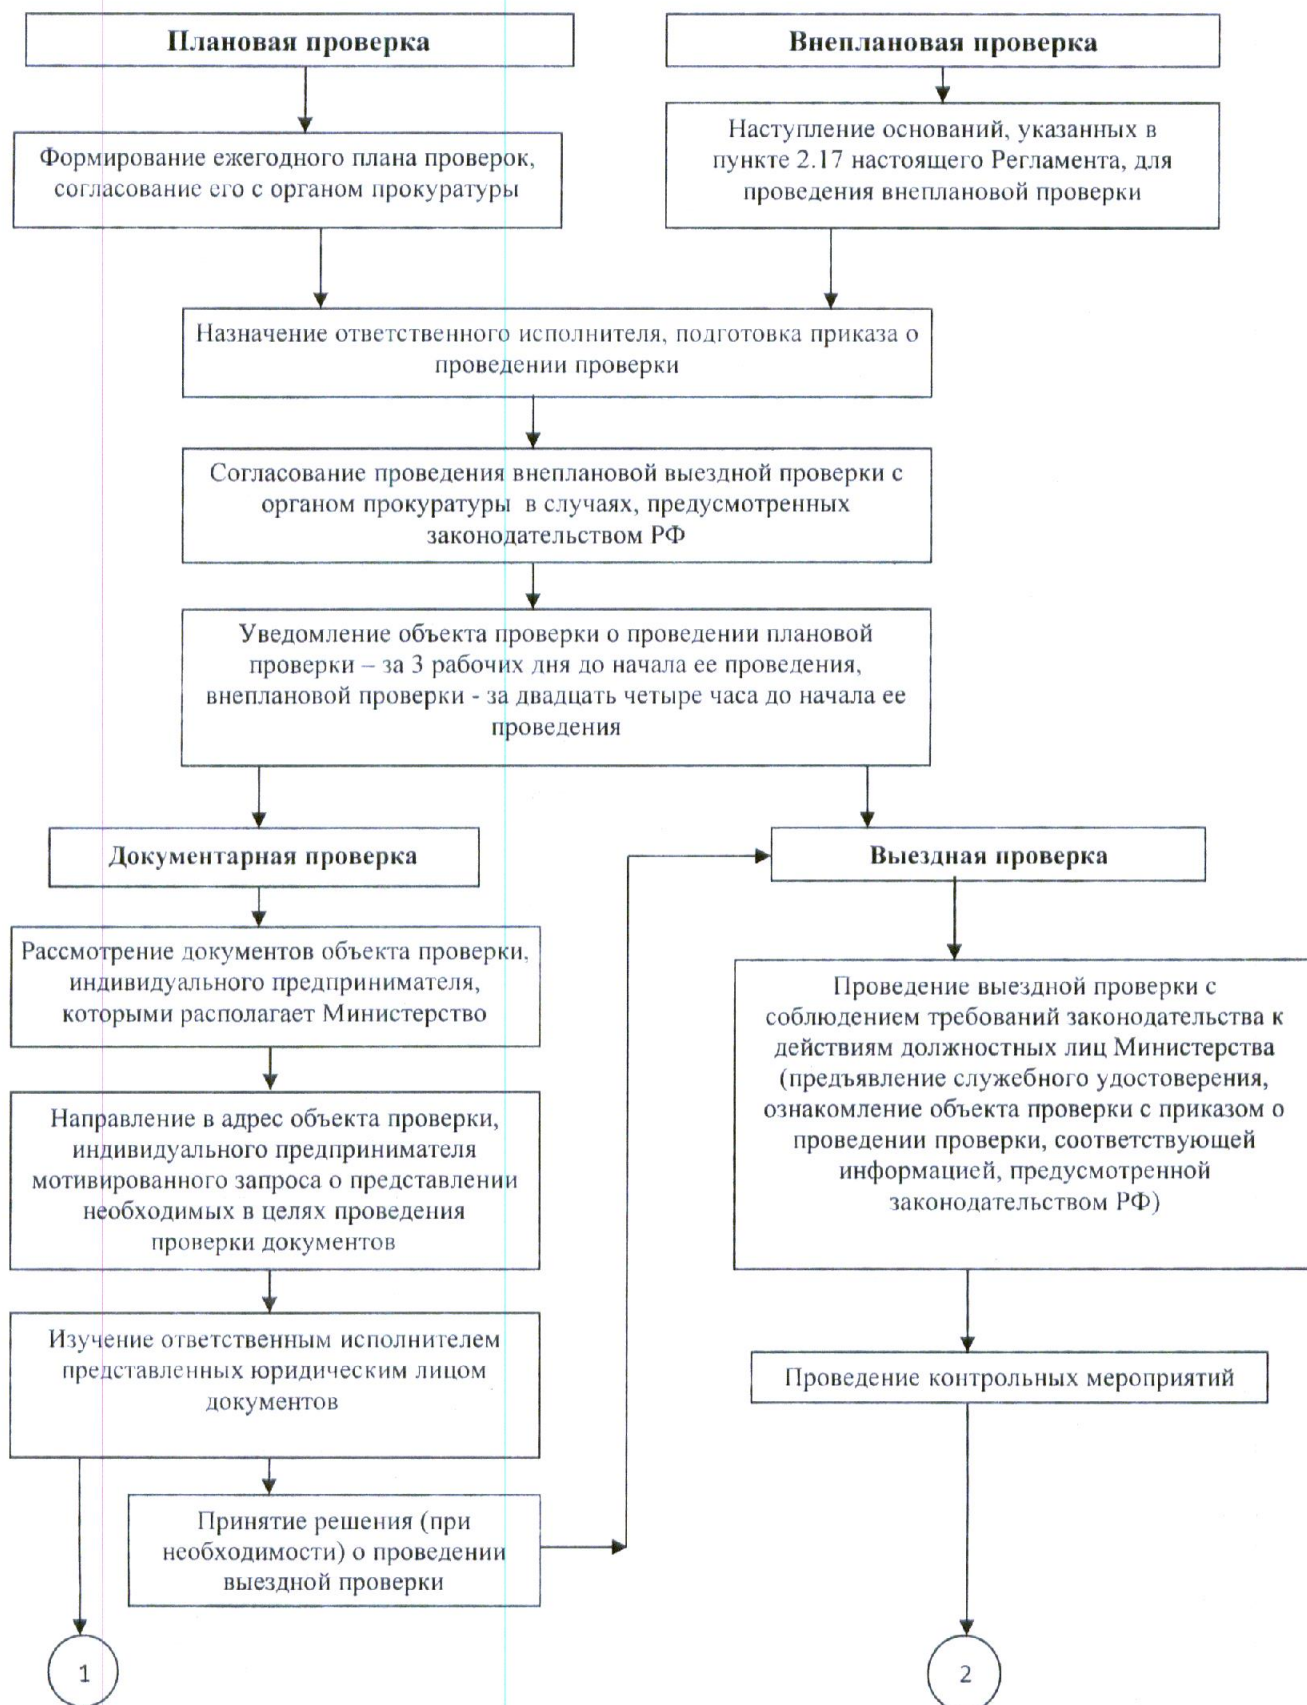 Плановая проверка
Внеплановая проверка
Формирование ежегодного плана проверок,
согласование его с органом прокуратуры
Наступление оснований, указанных в
пункте 2.17 настоящего Регламента, для
проведения внеплановой проверки
Назначение ответственного исполнителя, подготовка приказа о
проведении проверки
Согласование проведения внеплановой выездной проверки с
органом прокуратуры в случаях, предусмотренных
законодательством РФ
Уведомление объекта проверки о проведении плановой
проверки – за 3 рабочих дня до начала ее проведения,
внеплановой проверки - за двадцать четыре часа до начала ее
проведения
Документарная проверка
Выездная проверка
Рассмотрение документов объекта проверки,
индивидуального предпринимателя,
которыми располагает Министерство
Направление в адрес объекта проверки,
индивидуального предпринимателя
мотивированного запроса о представлении
необходимых в целях проведения
проверки документов
Изучение ответственным исполнителем
представленных юридическим лицом
документов
Принятие решения (при
необходимости) о проведении
выездной проверки
1
Проведение выездной проверки с
соблюдением требований законодательства к
действиям должностных лиц Министерства
(предъявление служебного удостоверения,
ознакомление объекта проверки с приказом о
проведении проверки, соответствующей
информацией, предусмотренной
законодательством РФ)
Проведение контрольных мероприятий
2